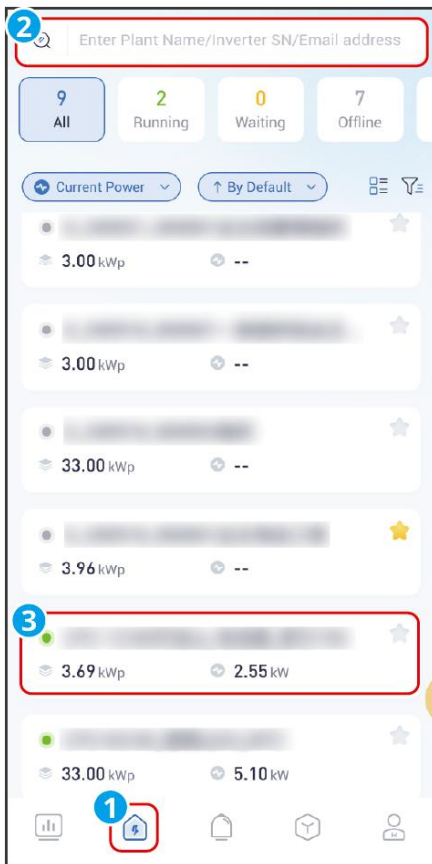 2
Enter Plant Name/Inverter SN/Email address
9
All
2
Running
0
Waiting
7
Offline
Current Power
↑ By Default
3.00 kWp
--
3.00 kWp
--
33.00 kWp
--
3.96 kWp
--
3
3.69 kWp
2.55 kW
33.00 kWp
5.10 kW
1